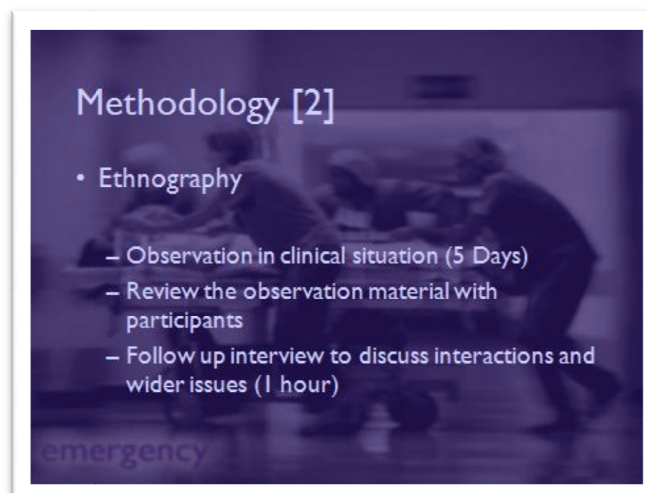 Methodology [2]
• Ethnography
– Observation in clinical situation (5 Days)
– Review the observation material with
participants
– Follow up interview to discuss interactions and
wider issues (1 hour)
emergency